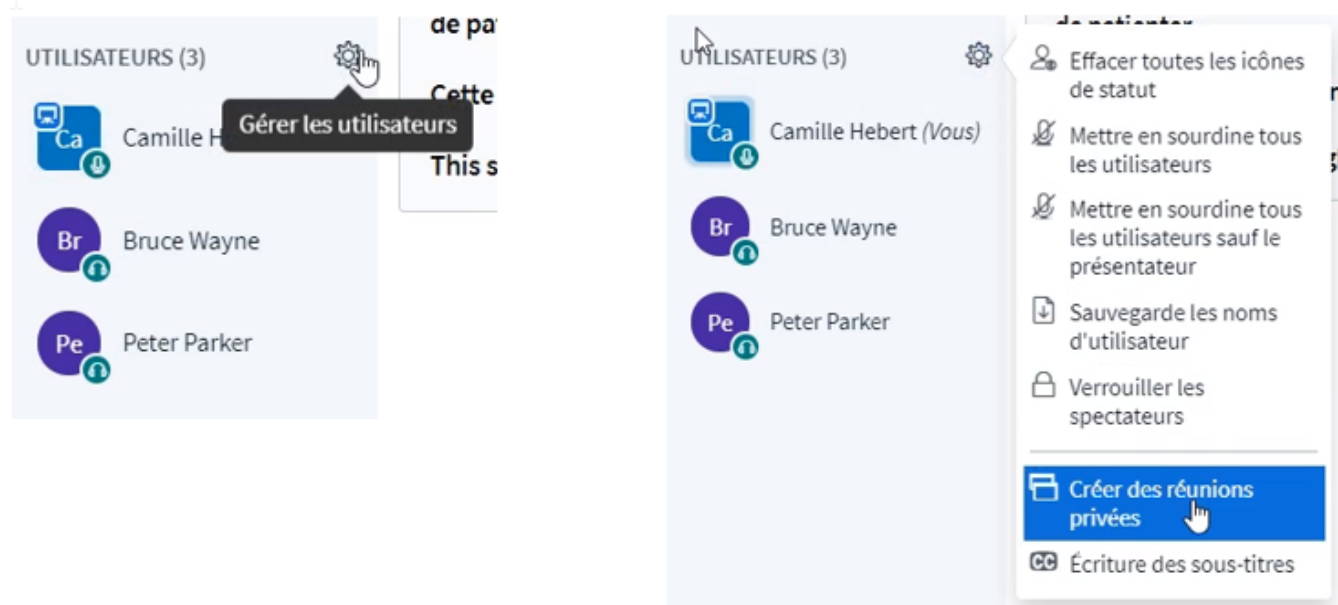 de pa
UTILISATEURS (3)
Cette
Gérer les utilisateurs
Ca
Camille H
This s
Br
Bruce Wayne
Pe
Peter Parker
de patienter
UTILISATEURS (3)
Ca
Camille Hebert (Vous)
Br
Bruce Wayne
Pe
Peter Parker
Effacer toutes les icônes
de statut
Mettre en sourdine tous
les utilisateurs
Mettre en sourdine tous
les utilisateurs sauf le
présentateur
Sauvegarde les noms
d'utilisateur
Verrouiller les
spectateurs
Créer des réunions
privées
CC Écriture des sous-titres